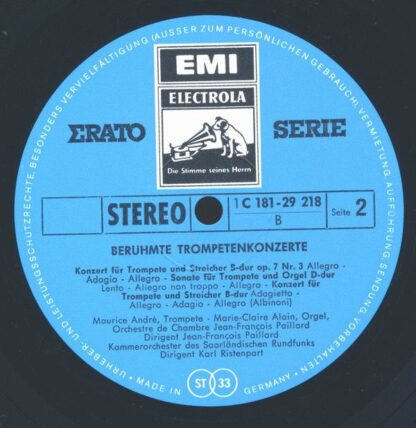 URHEBER- UND LEISTUNGSSCHUTZRECHTE, BESONDERS VERVIELFÄLTIGUNG (AUSSER ZUM PERSÖNLICHEN GEBRAUCH) VERMIETUNG, AUFFÜHRUNG, SENDUNG, VORBEHALTEN
EMI
ELECTROLA
Die Stimme seines Herrn
ERATO SERIE
STEREO
1 C 181-29 218
B
Seite 2
BERÜHMTE TROMPETENKONZERTE
Konzert für Trompete und Streicher B-dur op. 7 Nr. 3 Allegro -
Adagio - Allegro - Sonate für Trompete und Orgel D-dur
Lento - Allegro non troppo - Allegro - Konzert für
Trompete und Streicher B-dur Adagietto -
Allegro - Adagio - Allegro (Albinoni)
Maurice André, Trompete - Marie-Claire Alain, Orgel,
Orchestre de Chambre Jean-François Paillard
Dirigent Jean-François Paillard
Kammerorchester des Saarländischen Rundfunks
Dirigent Karl Ristenpart
MADE IN GERMANY
ST 33